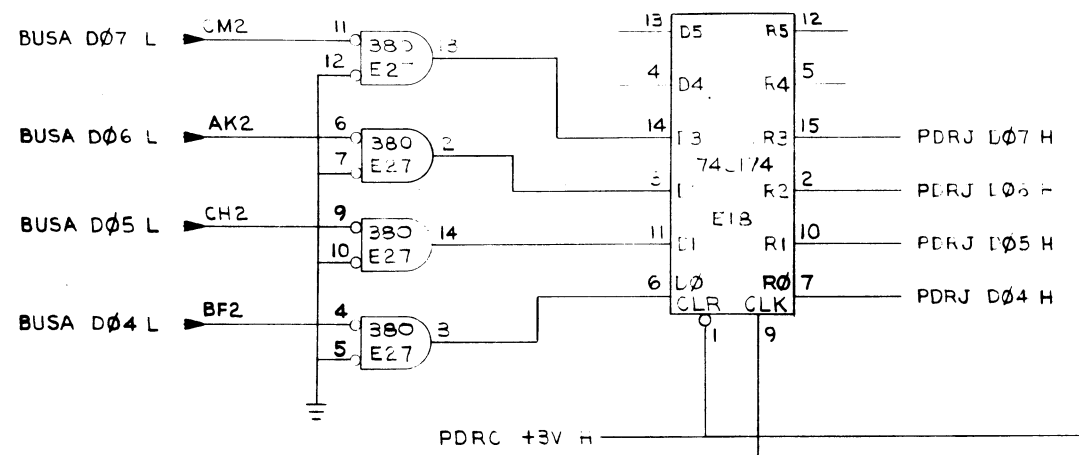 13 D5 R5 12
BUSA DØ7 L CM2 11 12 380 13
4 D4 R4 5
BUSA DØ6 L AK2 6 7 380 E27 2
14 R3 15 PDRJ DØ7 H
R2 2 PDRJ
BUSA DØ5 L CH2 9 10 380 E27 14
E18
11 D1 R1 10 PDRJ DØ5 H
6 RØ 7 PDRJ DØ4 H
CLR CLK
1 9
BUSA DØ4 L BF2 4 5 380 E27 3
PDRC +3V H